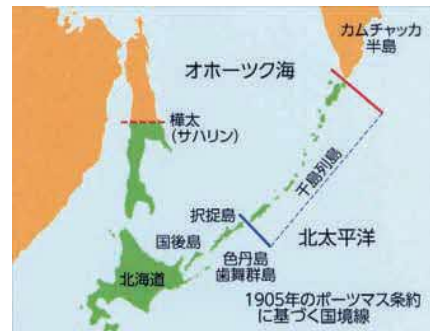 カムチャッカ
半島
オホーツク海
樺太
(サハリン)
千島列島
択捉島
北太平洋
国後島
色丹島
歯舞群島
北海道
1905年のポーツマス条約
に基づく国境線